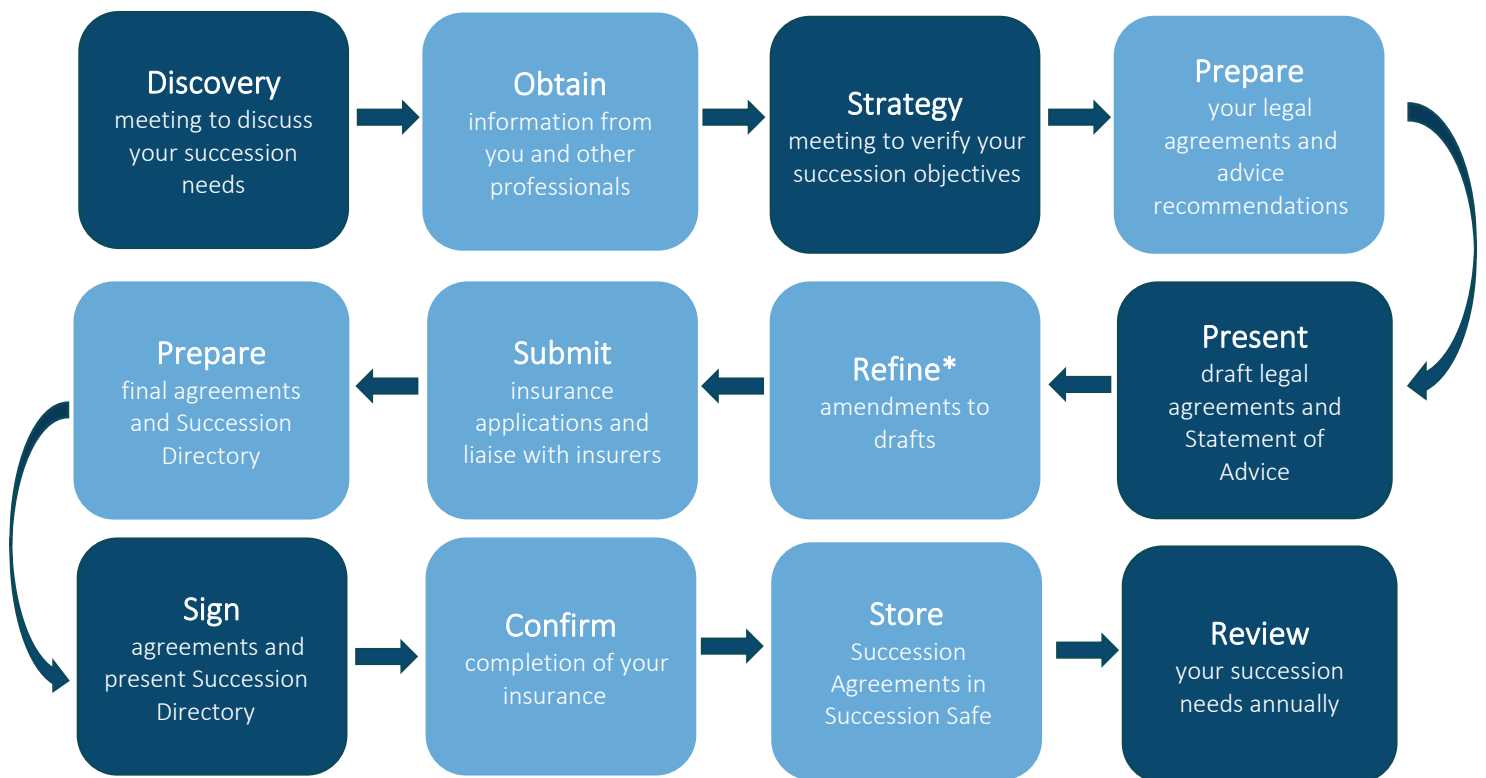 Discovery
meeting to discuss
your succession
needs
Obtain
information from
you and other
professionals
Strategy
meeting to verify your
succession objectives
Prepare
your legal
agreements and
advice
recommendations
Present
draft legal
agreements and
Statement of
Advice
Refine*
amendments to
drafts
Submit
insurance
applications and
liaise with insurers
Prepare
final agreements
and Succession
Directory
Sign
agreements and
present Succession
Directory
Confirm
completion of your
insurance
Store
Succession
Agreements in
Succession Safe
Review
your succession
needs annually